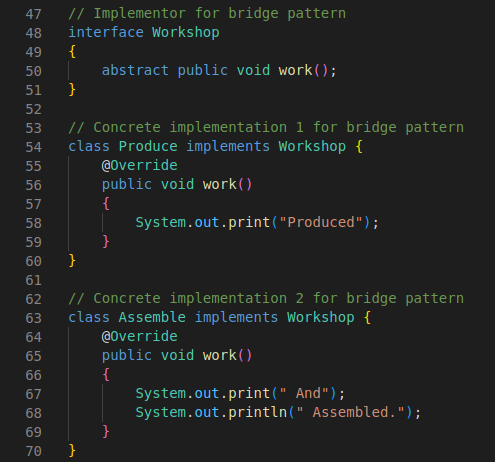 47 // Implementor for bridge pattern
48 interface Workshop
49 {
50     abstract public void work();
51 }
52
53 // Concrete implementation 1 for bridge pattern
54 class Produce implements Workshop {
55     @Override
56     public void work()
57     {
58         System.out.print("Produced");
59     }
60 }
61
62 // Concrete implementation 2 for bridge pattern
63 class Assemble implements Workshop {
64     @Override
65     public void work()
66     {
67         System.out.print(" And");
68         System.out.println(" Assembled.");
69     }
70 }